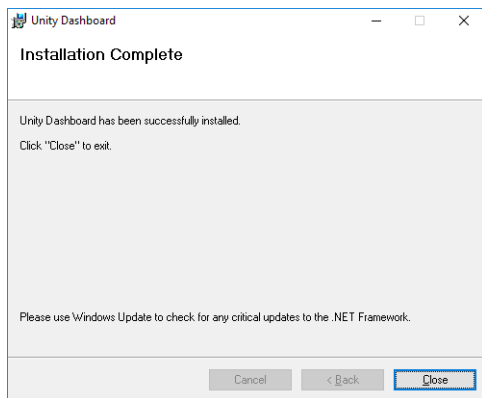 Unity Dashboard
Installation Complete
Unity Dashboard has been successfully installed.
Click "Close" to exit.
Please use Windows Update to check for any critical updates to the .NET Framework.
Cancel
< Back
Close